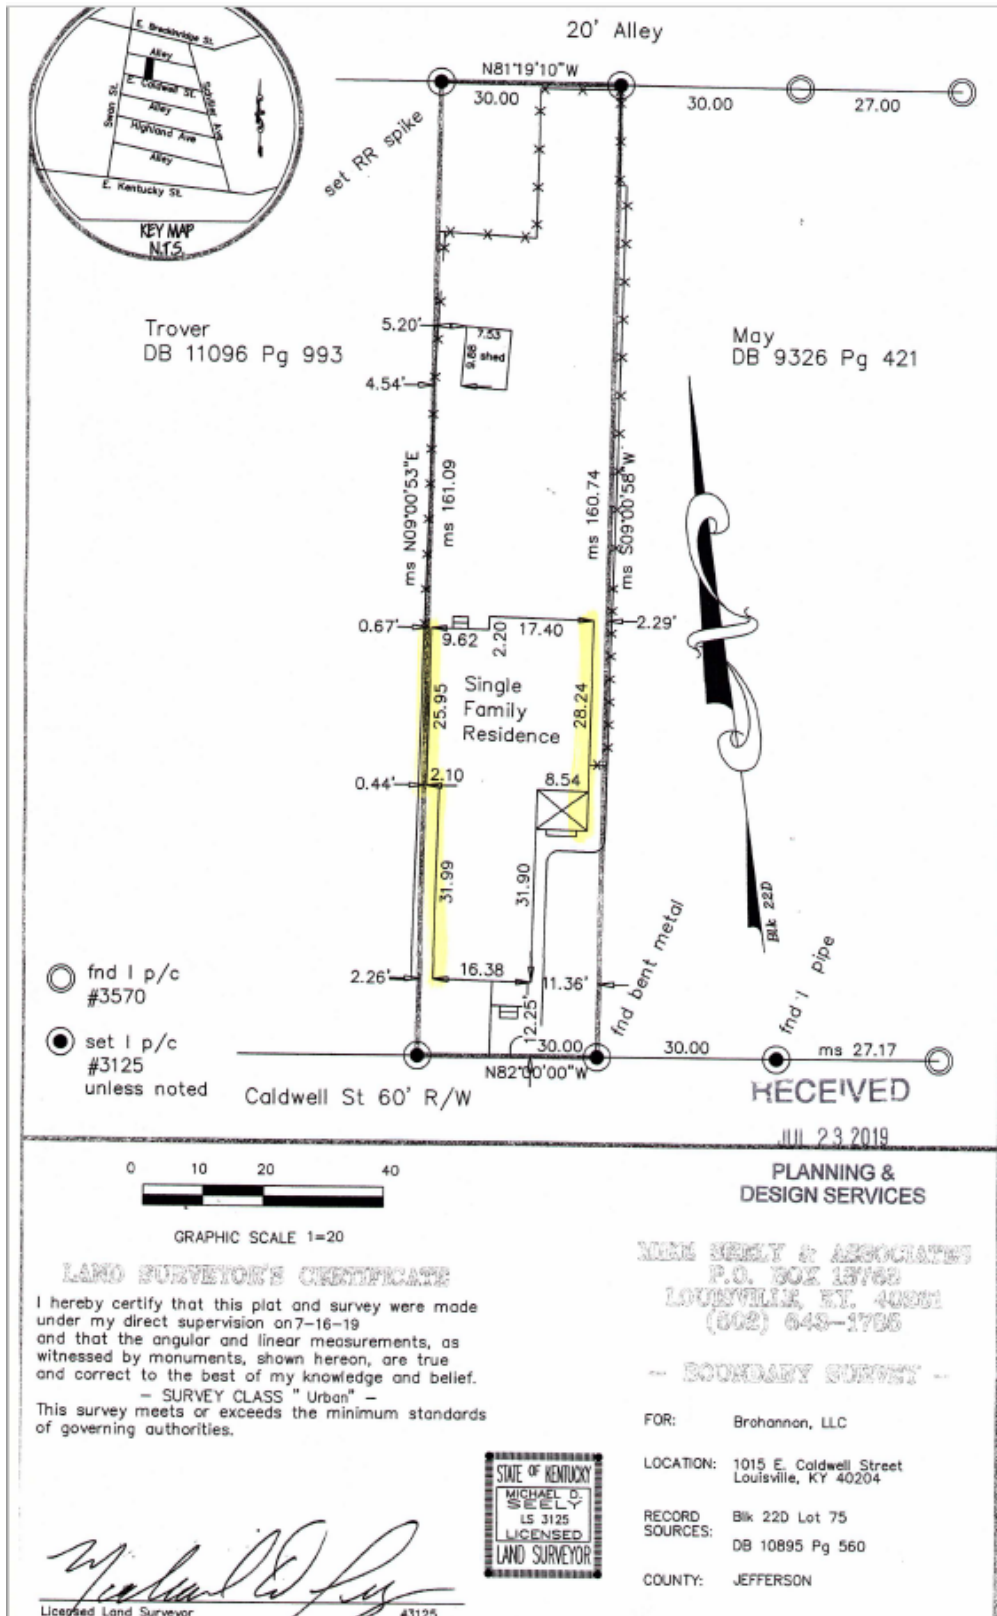 20' Alley
E. Breckinridge St.
Alley
E. Caldwell St.
Alley
Highland Ave
Alley
E. Kentucky St.
Swan St.
KEY MAP
N.T.S.
N81°19'10"W
30.00
30.00
27.00
set RR spike
Trover
DB 11096 Pg 993
May
DB 9326 Pg 421
5.20'
7.53
9.88
shed
4.54'
ms N09°00'53"E
ms 161.09
ms 160.74
ms S09°00'58"W
0.67'
9.62
2.20
17.40
2.29'
25.95
Single
Family
Residence
28.24
0.44'
2.10
8.54
31.99
31.90
Blk 22D
2.26'
16.38
11.36'
12.25'
fnd bent metal
fnd I pipe
fnd I p/c
#3570
set I p/c
#3125
unless noted
30.00
30.00
ms 27.17
N82°00'00"W
Caldwell St 60' R/W
RECEIVED
JUL 23 2019
PLANNING &
DESIGN SERVICES
0 10 20 40
GRAPHIC SCALE 1=20
LAND SURVEYOR'S CERTIFICATE
I hereby certify that this plat and survey were made
under my direct supervision on 7-16-19
and that the angular and linear measurements, as
witnessed by monuments, shown hereon, are true
and correct to the best of my knowledge and belief.
– SURVEY CLASS " Urban" –
This survey meets or exceeds the minimum standards
of governing authorities.
SEELY & ASSOCIATES
P.O. BOX
LOUISVILLE, KY.
(502)
– BOUNDARY SURVEY –
FOR: Brohannon, LLC
LOCATION: 1015 E. Caldwell Street
Louisville, KY 40204
RECORD SOURCES: Blk 22D Lot 75
DB 10895 Pg 560
COUNTY: JEFFERSON
STATE OF KENTUCKY
MICHAEL D.
SEELY
LS 3125
LICENSED
LAND SURVEYOR
Licensed Land Surveyor #3125